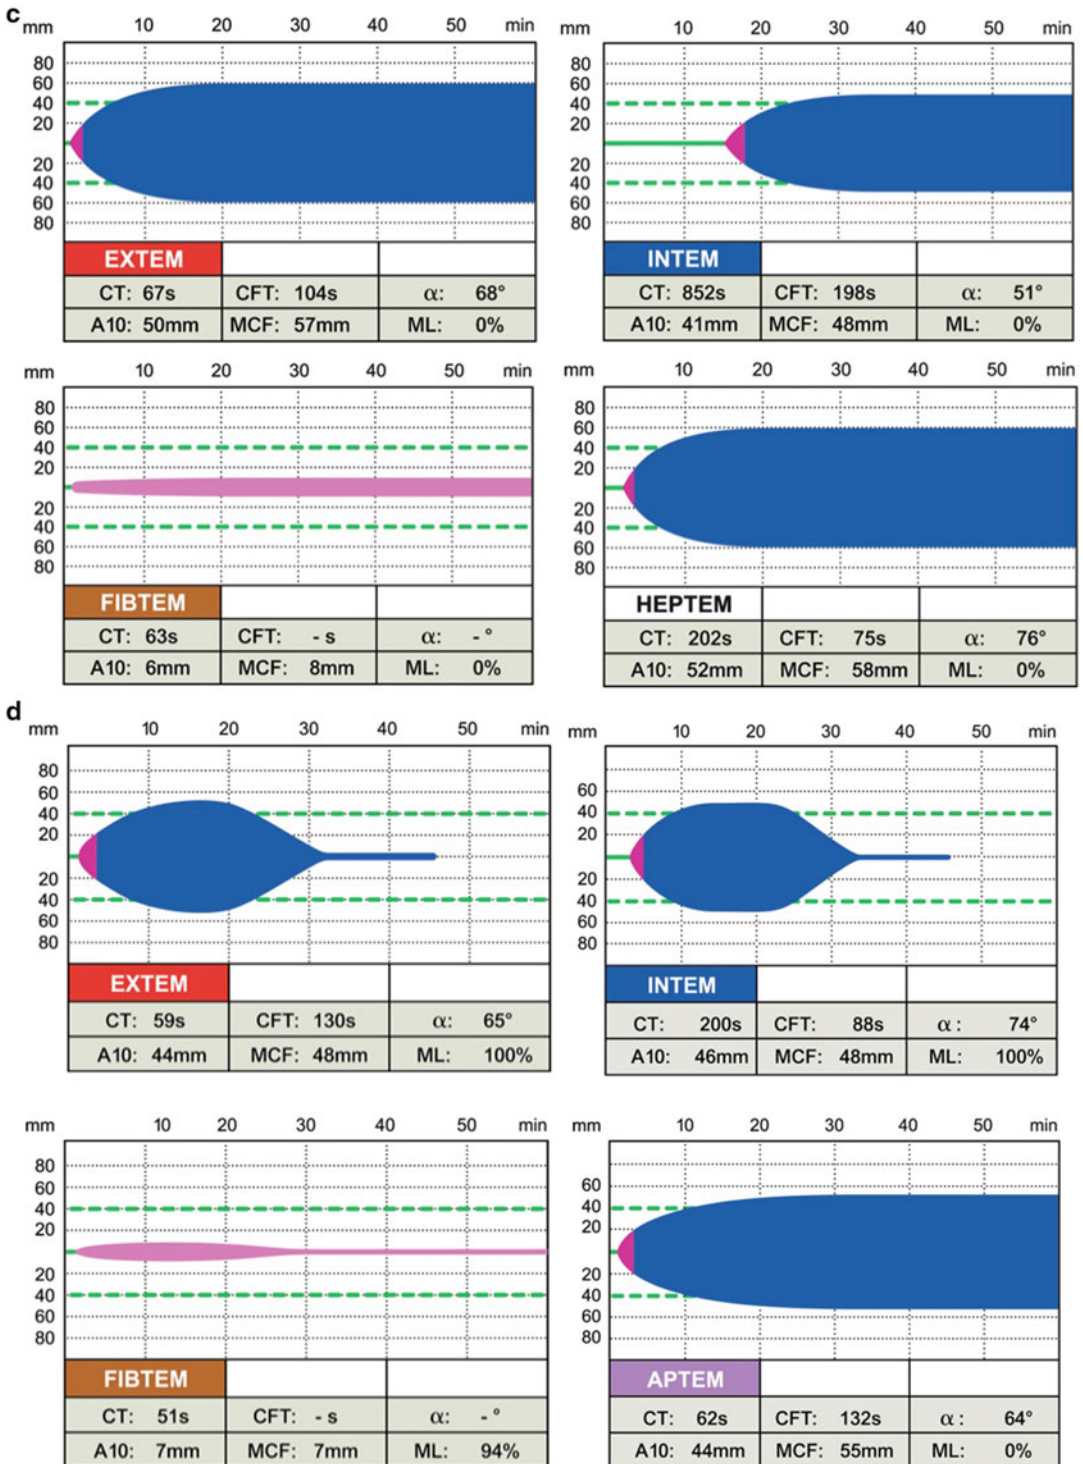 c
mm 10 20 30 40 50 min
80
60
40
20
20
40
60
80
EXTEM
CT: 67s CFT: 104s α: 68°
A10: 50mm MCF: 57mm ML: 0%
mm 10 20 30 40 50 min
80
60
40
20
20
40
60
80
INTEM
CT: 852s CFT: 198s α: 51°
A10: 41mm MCF: 48mm ML: 0%
mm 10 20 30 40 50 min
80
60
40
20
20
40
60
80
FIBTEM
CT: 63s CFT: - s α: - °
A10: 6mm MCF: 8mm ML: 0%
mm 10 20 30 40 50 min
80
60
40
20
20
40
60
80
HEPTEM
CT: 202s CFT: 75s α: 76°
A10: 52mm MCF: 58mm ML: 0%
d
mm 10 20 30 40 50 min
80
60
40
20
20
40
60
80
EXTEM
CT: 59s CFT: 130s α: 65°
A10: 44mm MCF: 48mm ML: 100%
mm 10 20 30 40 50 min
60
40
20
20
40
60
80
INTEM
CT: 200s CFT: 88s α : 74°
A10: 46mm MCF: 48mm ML: 100%
mm 10 20 30 40 50 min
80
60
40
20
20
40
60
80
FIBTEM
CT: 51s CFT: - s α: - °
A10: 7mm MCF: 7mm ML: 94%
mm 10 20 30 40 50 min
60
40
20
20
40
60
80
APTEM
CT: 62s CFT: 132s α : 64°
A10: 44mm MCF: 55mm ML: 0%